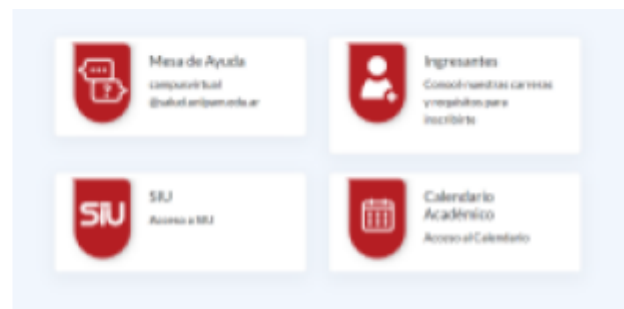 Mesa de Ayuda
campusvirtual
Ingresantes
Conocé nuestras carreras
y requisitos para
inscribirte
SIU
SIU
Acceso a SIU
Calendario
Académico
Acceso al Calendario